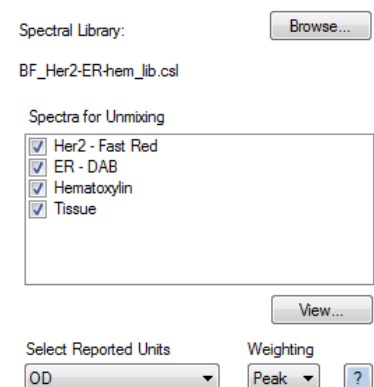 Spectral Library: Browse...
BF_Her2-ER-hem_lib.csl
Spectra for Unmixing
Her2 - Fast Red
ER - DAB
Hematoxylin
Tissue
View...
Select Reported Units Weighting
OD Peak ?